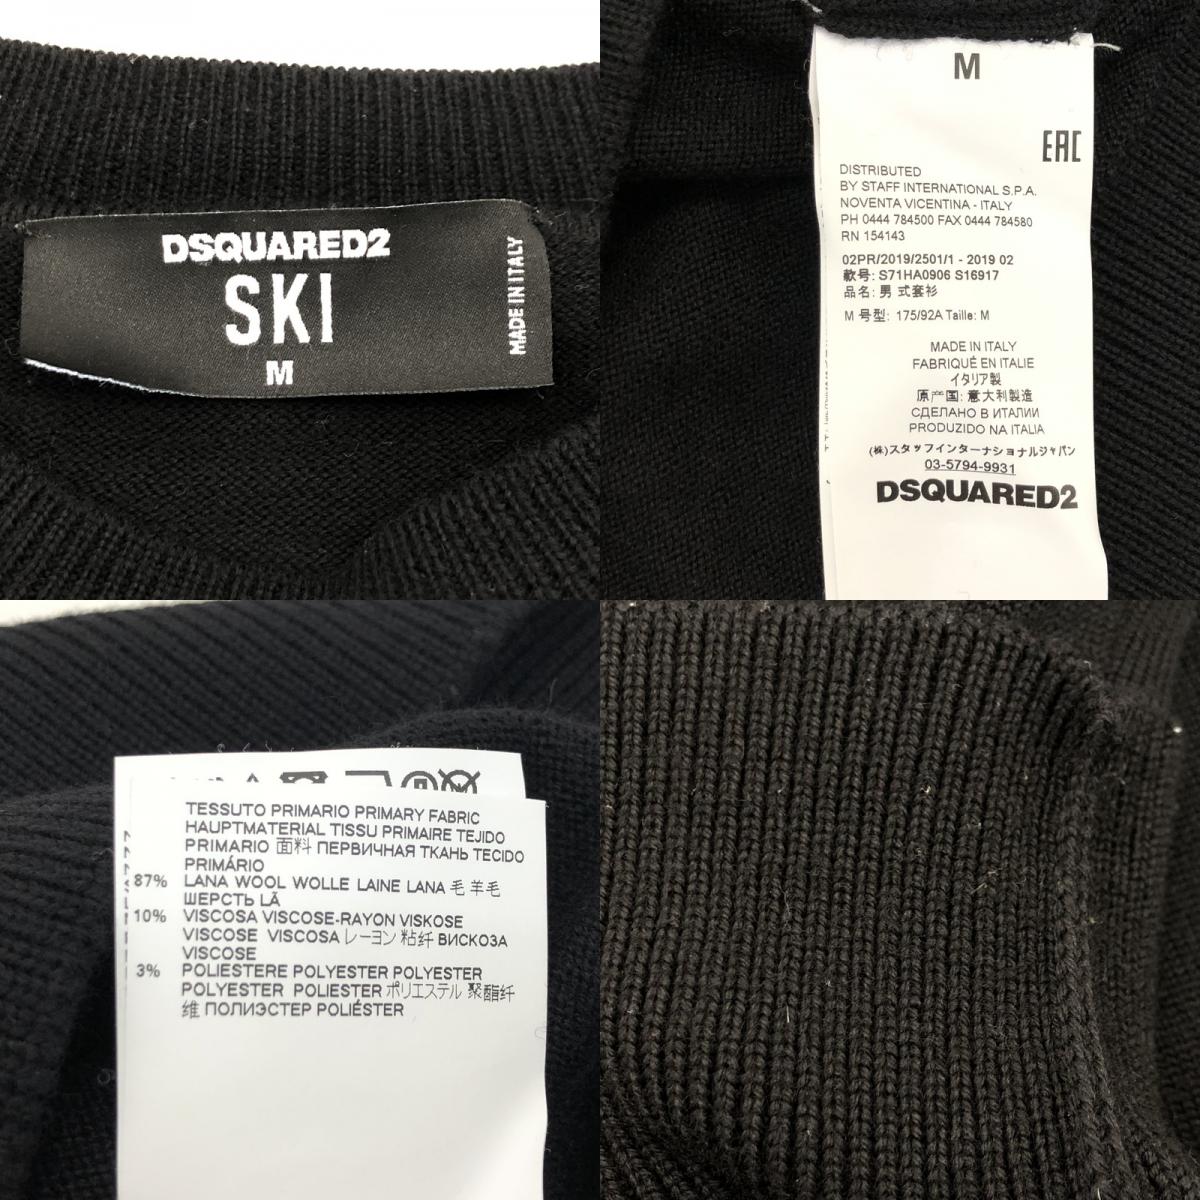 DSQUARED2
SKI
M
MADE IN ITALY
M
EAC
DISTRIBUTED
BY STAFF INTERNATIONAL S.P.A.
NOVENTA VICENTINA - ITALY
PH 0444 784500 FAX 0444 784580
RN 154143
02PR/2019/2501/1 - 2019 02
款号: S71HA0906 S16917
品名: 男 式套衫
M 号型: 175/92A Taille: M
MADE IN ITALY
FABRIQUÉ EN ITALIE
イタリア製
原产国: 意大利製造
СДЕЛАНО В ИТАЛИИ
PRODUZIDO NA ITALIA
(株)スタッフインターナショナルジャパン
03-5794-9931
DSQUARED2
TESSUTO PRIMARIO PRIMARY FABRIC
HAUPTMATERIAL TISSU PRIMAIRE TEJIDO
PRIMARIO 面料 ПЕРВИЧНАЯ ТКАНЬ TECIDO
PRIMÁRIO
87% LANA WOOL WOLLE LAINE LANA 毛 羊毛
ШЕРСТЬ LÃ
10% VISCOSA VISCOSE-RAYON VISKOSE
VISCOSE VISCOSA レーヨン 粘纤 ВИСКОЗА
VISCOSE
3% POLIESTERE POLYESTER POLYESTER
POLYESTER POLIESTER ポリエステル 聚酯纤
维 ПОЛИЭСТЕР POLIÉSTER